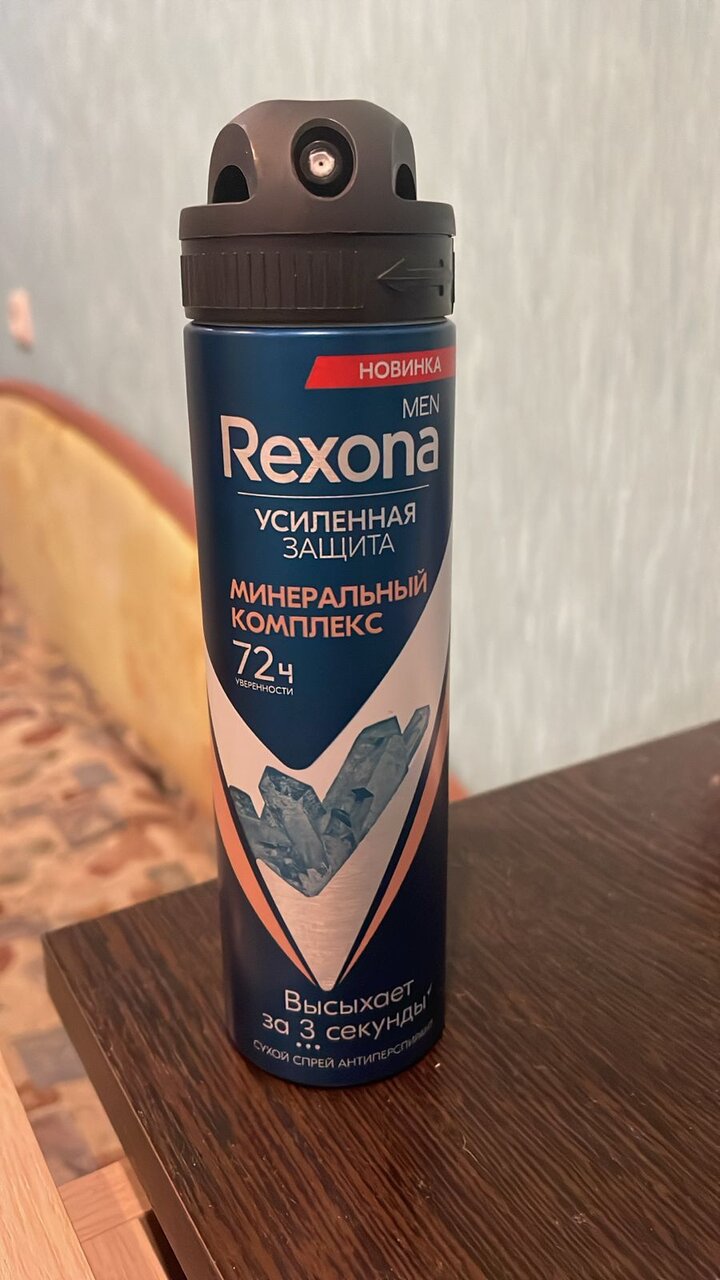 НОВИНКА
MEN
Rexona
УСИЛЕННАЯ
ЗАЩИТА
МИНЕРАЛЬНЫЙ
КОМПЛЕКС
72ч
УВЕРЕННОСТИ
Высыхает
за 3 секунды
СУХОЙ СПРЕЙ АНТИПЕРСПИРАНТ